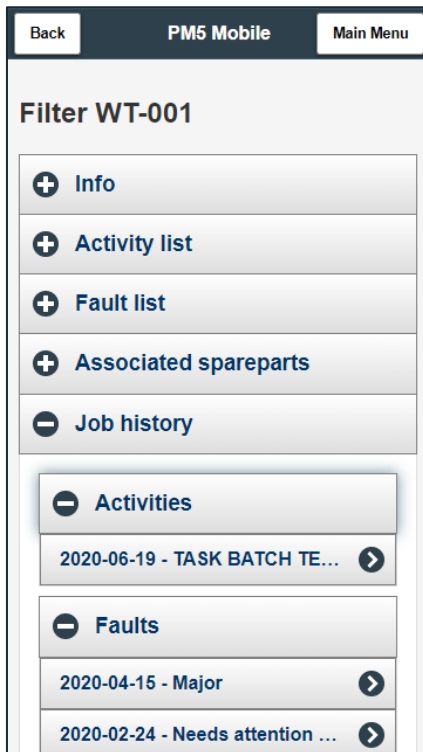 Back PM5 Mobile Main Menu
Filter WT-001
Info
Activity list
Fault list
Associated spareparts
Job history
Activities
2020-06-19 - TASK BATCH TE...
Faults
2020-04-15 - Major
2020-02-24 - Needs attention ...